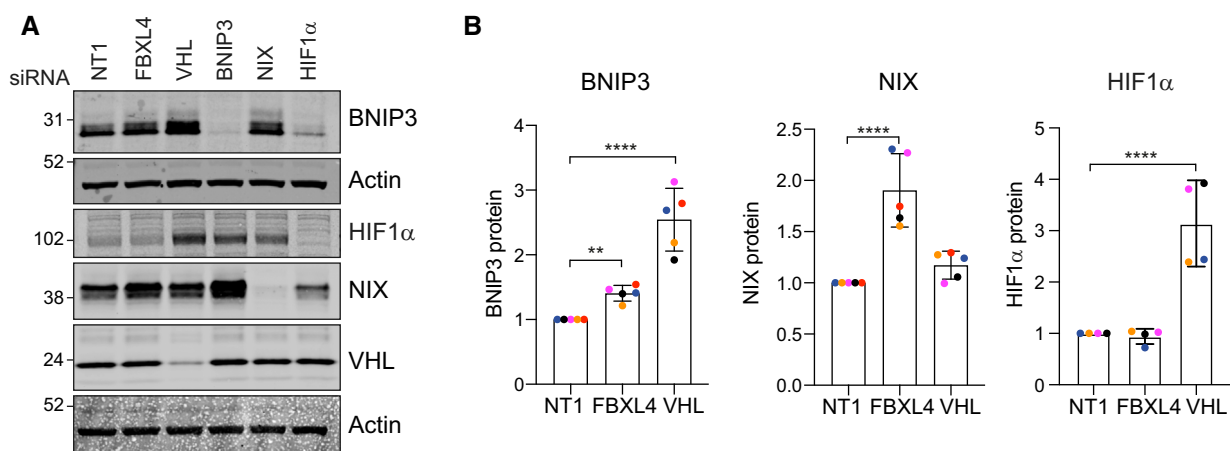 A
siRNA
NT1
FBXL4
VHL
BNIP3
NIX
HIF1α
31
BNIP3
52
Actin
102
HIF1α
38
NIX
24
VHL
52
Actin
B
BNIP3
BNIP3 protein
4
3
2
1
0
****
**
NT1 FBXL4 VHL
NIX
NIX protein
2.5
2.0
1.5
1.0
0.5
0.0
****
NT1 FBXL4 VHL
HIF1α
HIF1α protein
5
4
3
2
1
0
****
NT1 FBXL4 VHL